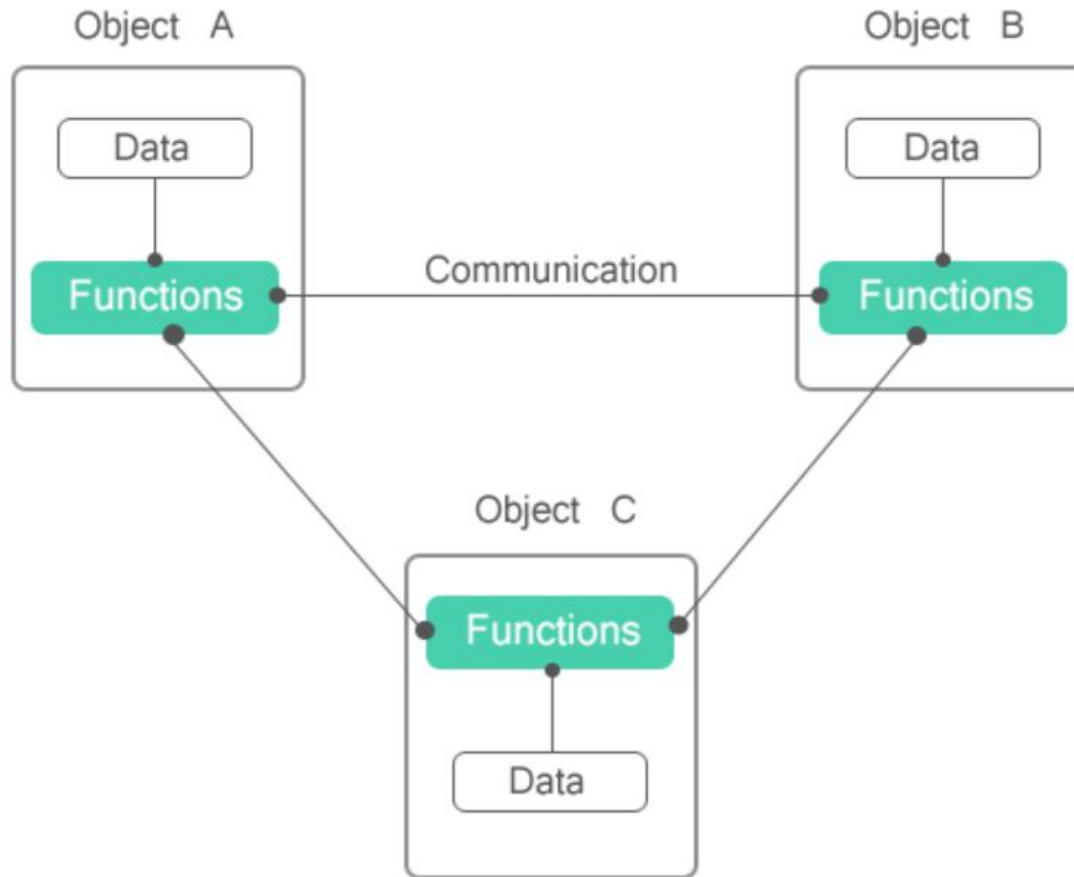 Object A
Object B
Data
Data
Communication
Functions
Functions
Object C
Functions
Data